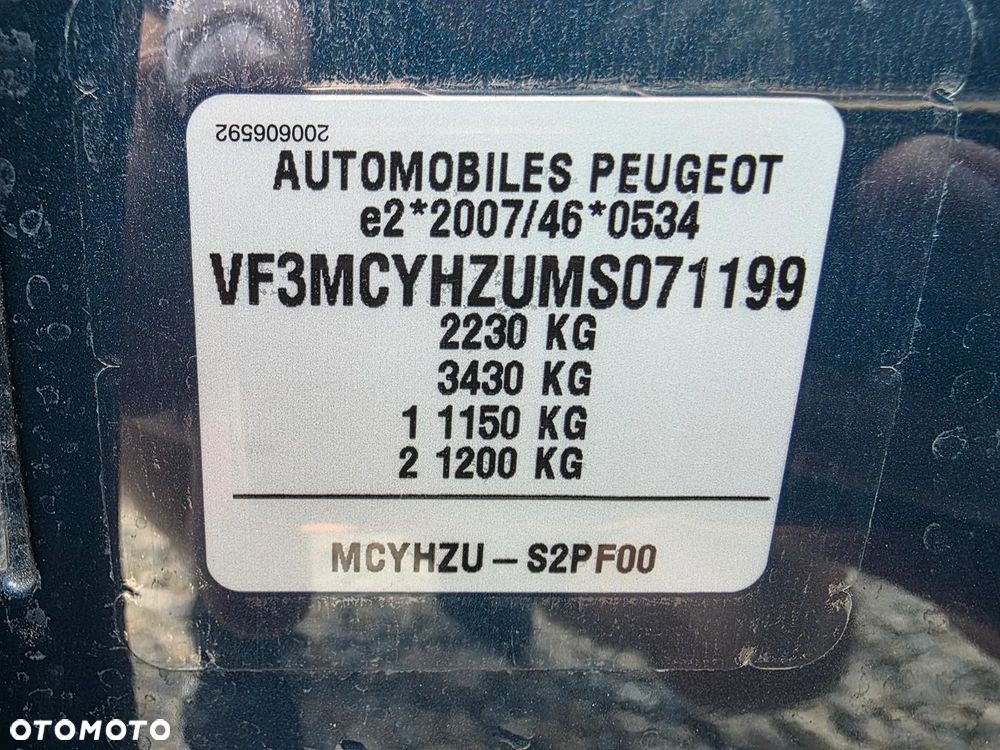 200606592
AUTOMOBILES PEUGEOT
e2*2007/46*0534
VF3MCYHZUMS071199
2230 KG
3430 KG
1 1150 KG
2 1200 KG
MCYHZU – S2PF00
OTOMOTO